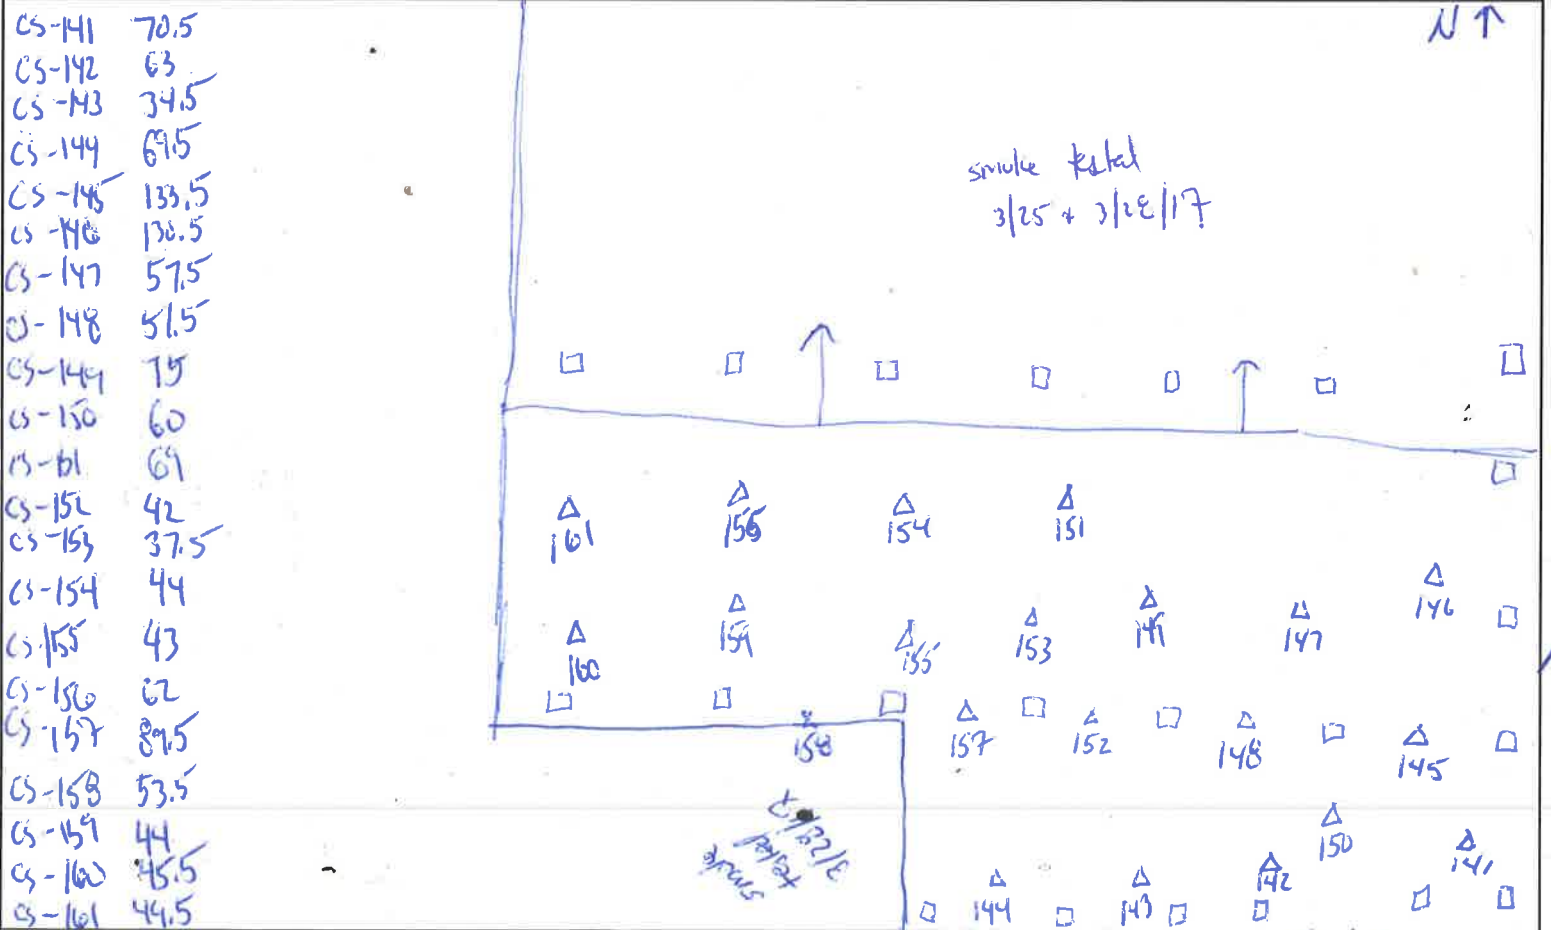 CS-141 70.5
CS-142 63
CS-143 34.5
CS-144 69.5
CS-145 133.5
CS-146 130.5
CS-147 57.5
CS-148 51.5
CS-149 75
CS-150 60
CS-151 69
CS-152 42
CS-153 37.5
CS-154 44
CS-155 43
CS-156 62
CS-157 89.5
CS-158 53.5
CS-159 44
CS-160 45.5
CS-161 44.5
N ↑
smoke tested
3/25 + 3/28/17
161 156 154 151
146
160 159 155 153 149 147
158 157 152 148 145
150
141
144 143 142
smoke
tested
3/28/17